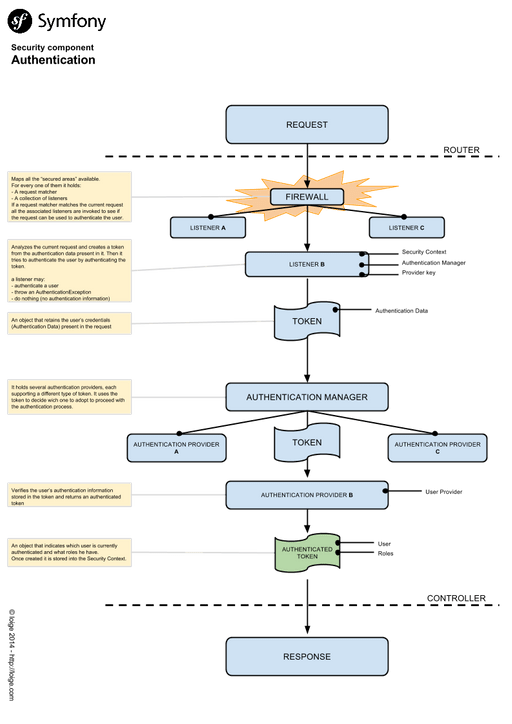 sf Symfony
Security component
Authentication
REQUEST
ROUTER
Maps all the "secured areas" available.
For every one of them it holds:
- A request matcher
- A collection of listeners
If a request matcher matches the current request
all the associated listeners are invoked to see if
the request can be used to authenticate the user.
FIREWALL
LISTENER A
LISTENER C
Analyzes the current request and creates a token
from the authentication data present in it. Then it
tries to authenticate the user by authenticating the
token.
a listener may:
- authenticate a user
- throw an AuthenticationException
- do nothing (no authentication information)
LISTENER B
Security Context
Authentication Manager
Provider key
An object that retains the user's credentials
(Authentication Data) present in the request
TOKEN
Authentication Data
It holds several authentication providers, each
supporting a different type of token. It uses the
token to decide wich one to adopt to proceed with
the authentication process.
AUTHENTICATION MANAGER
AUTHENTICATION PROVIDER
A
TOKEN
AUTHENTICATION PROVIDER
C
Verifies the user's authentication information
stored in the token and returns an authenticated
token
AUTHENTICATION PROVIDER B
User Provider
An object that indicates which user is currently
authenticated and what roles he have.
Once created it is stored into the Security Context.
AUTHENTICATED
TOKEN
User
Roles
CONTROLLER
RESPONSE
© loige 2014 - http://loige.com